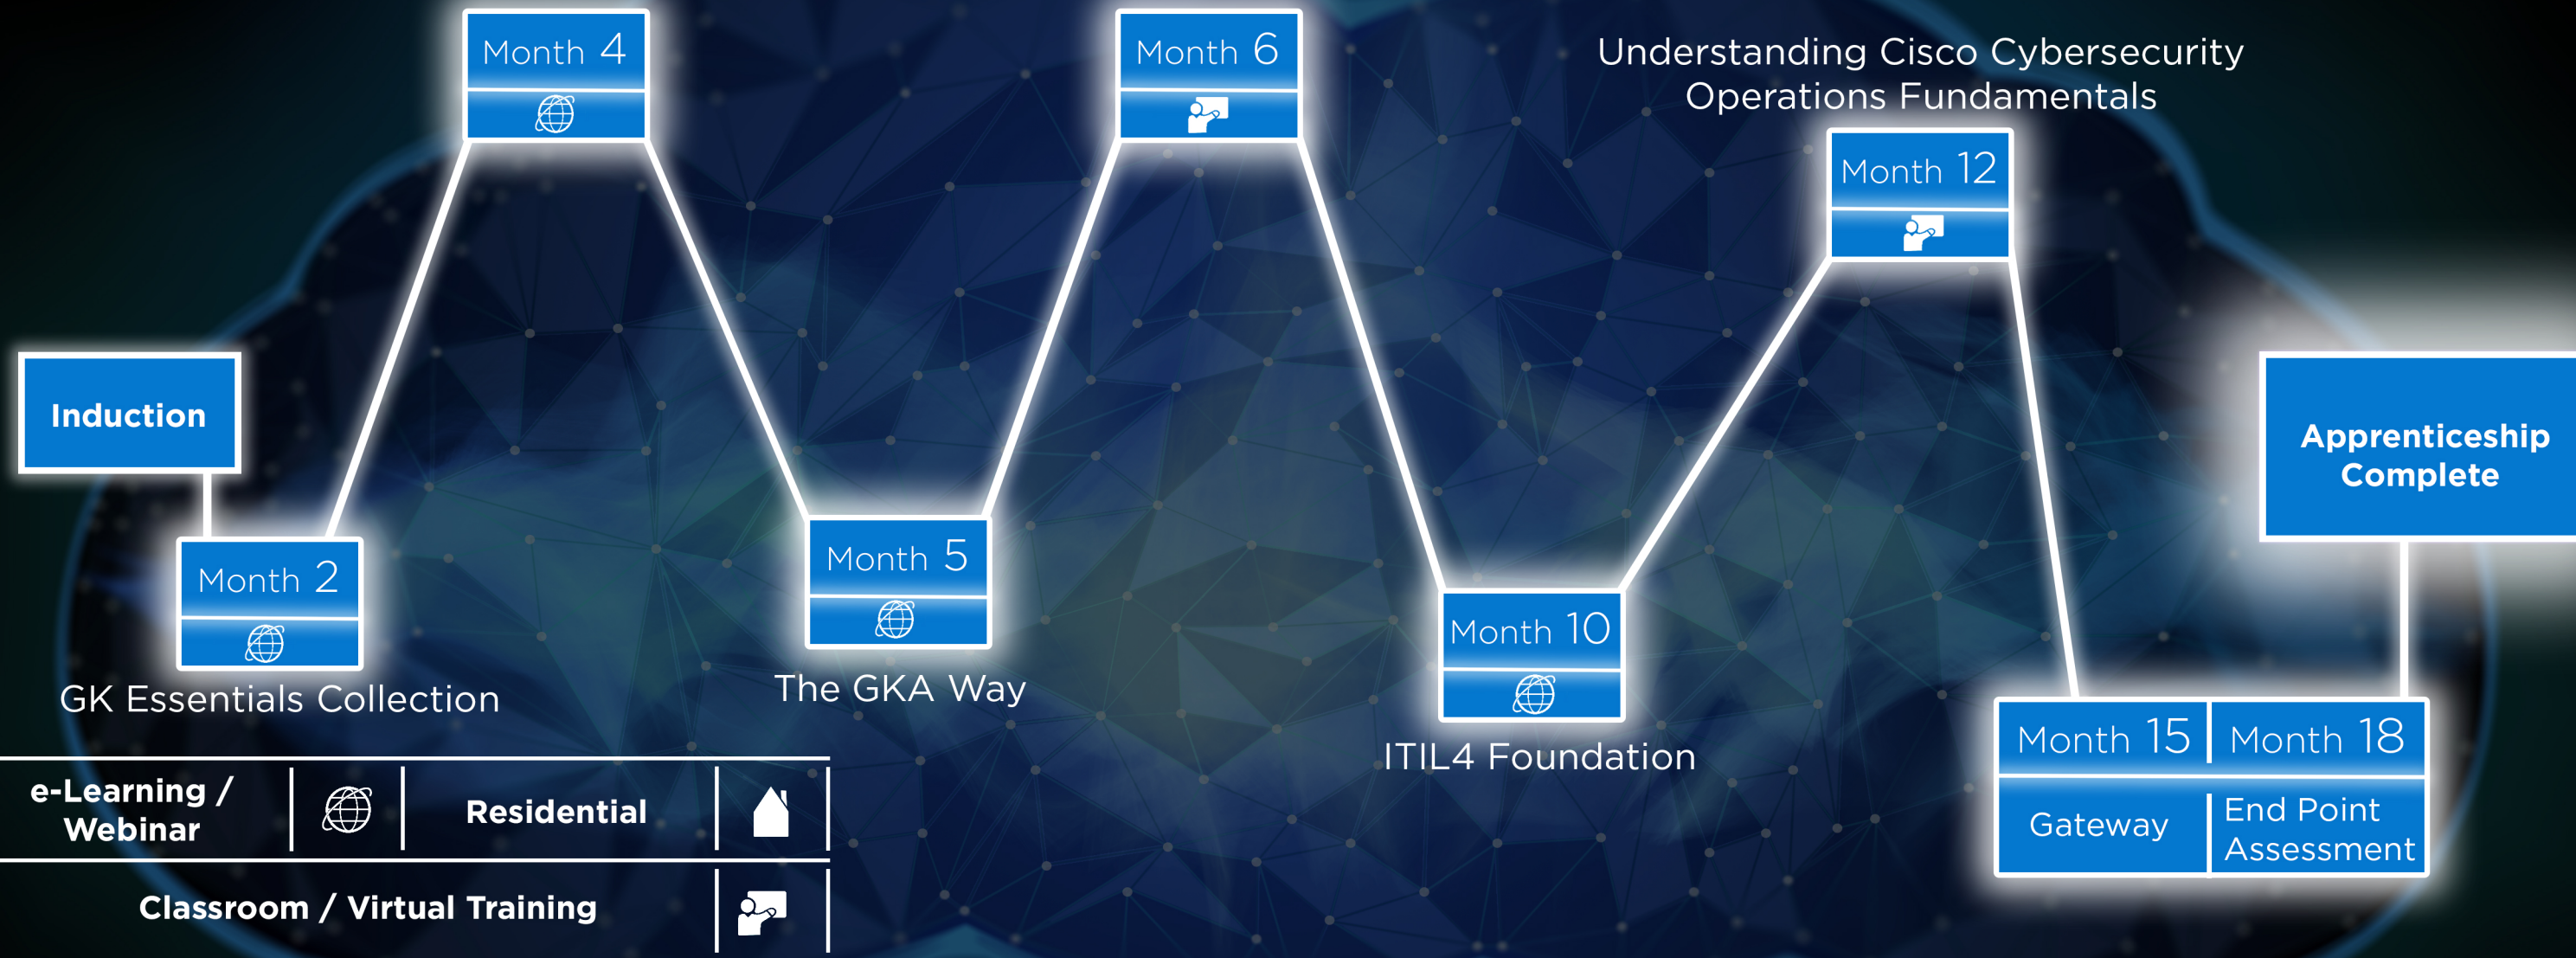 Month 4
Month 6
Understanding Cisco Cybersecurity
Operations Fundamentals
Month 12
Induction
Apprenticeship
Complete
Month 2
GK Essentials Collection
Month 5
The GKA Way
Month 10
ITIL4 Foundation
Month 15
Month 18
Gateway
End Point
Assessment
e-Learning /
Webinar
Residential
Classroom / Virtual Training